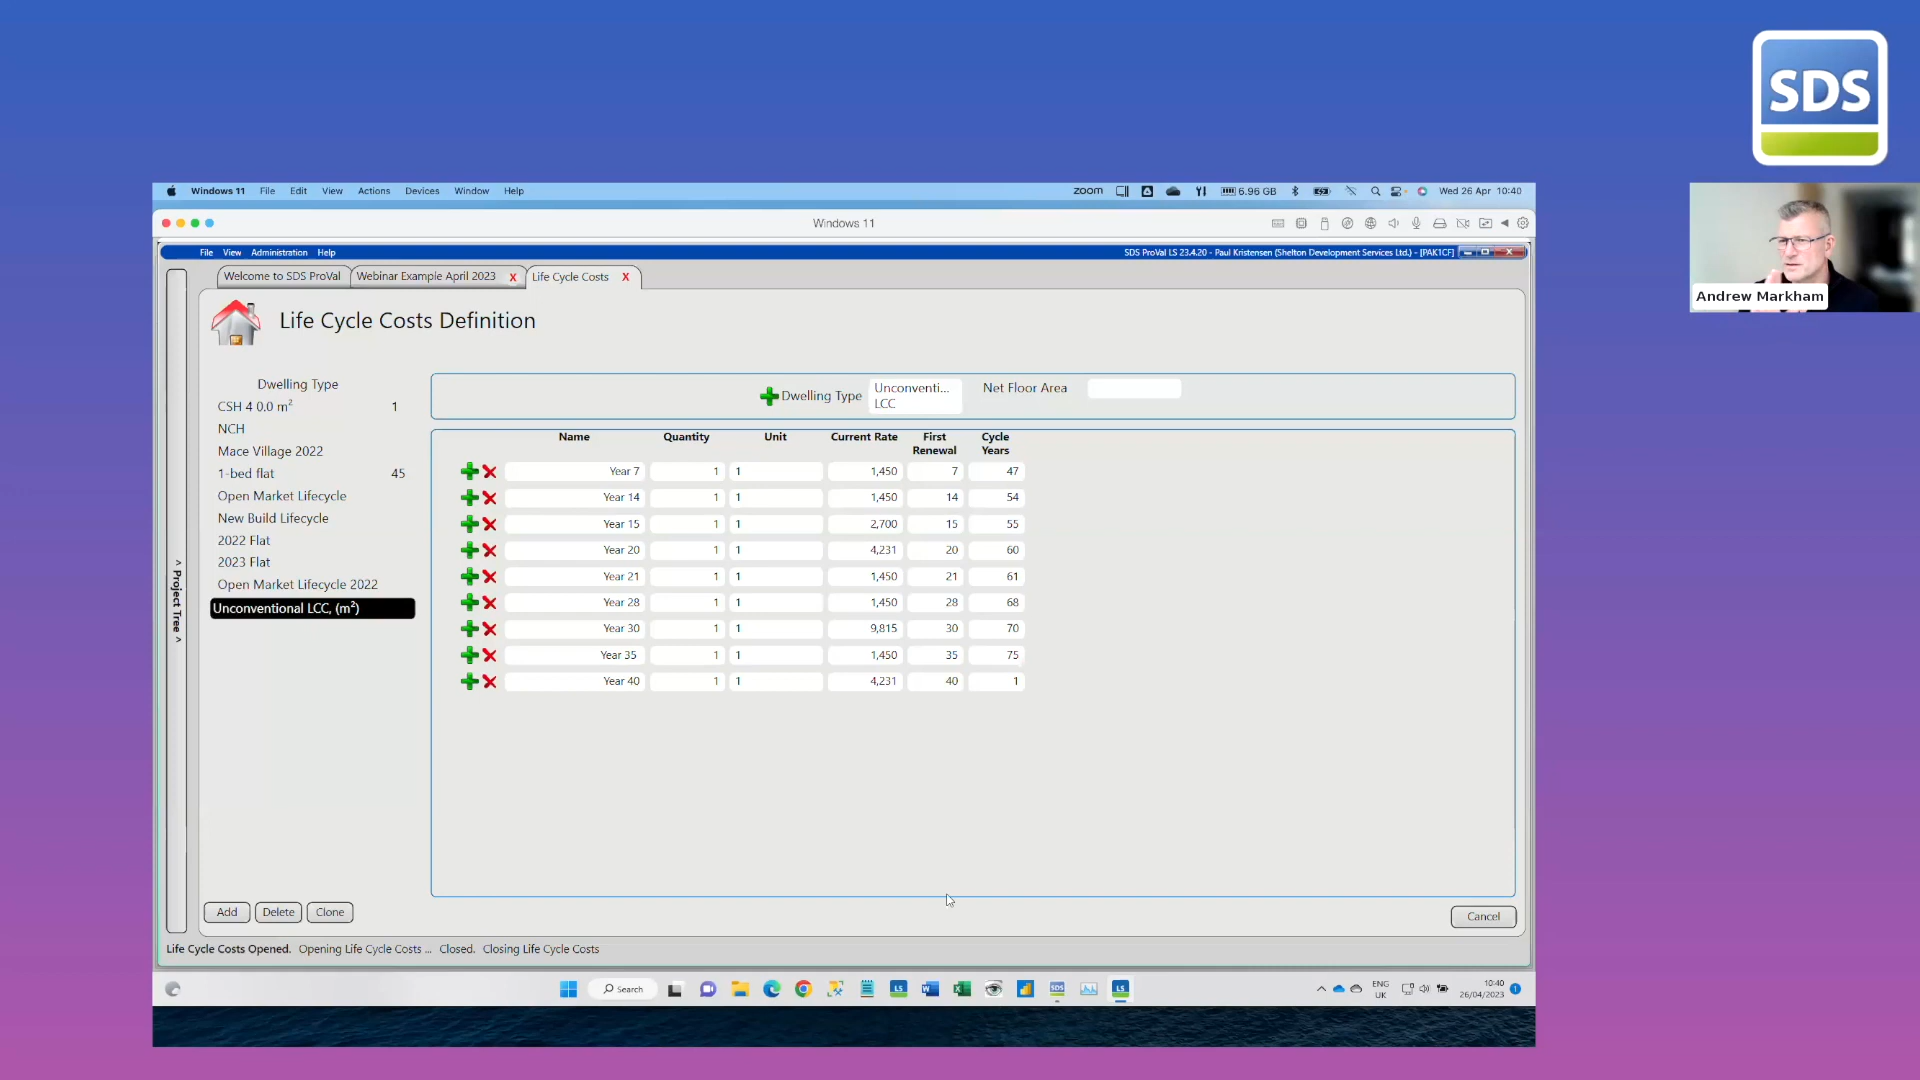 SDS
Windows 11 File Edit View Actions Devices Window Help
zoom 6.96 GB Wed 26 Apr 10:40
Windows 11
File View Administration Help
SDS ProVal LS 23.4.20 - Paul Kristensen (Shelton Development Services Ltd.) - [PAK1CF]
Welcome to SDS ProVal Webinar Example April 2023 X Life Cycle Costs X
Andrew Markham
Life Cycle Costs Definition
Dwelling Type
CSH 4 0.0 m² 1
NCH
Mace Village 2022
1-bed flat 45
Open Market Lifecycle
New Build Lifecycle
2022 Flat
2023 Flat
Open Market Lifecycle 2022
Unconventional LCC, (m²)
^ Project Tree ^
Dwelling Type Unconventi...
LCC
Net Floor Area
Name Quantity Unit Current Rate First Renewal Cycle Years
Year 7 1 1 1,450 7 47
Year 14 1 1 1,450 14 54
Year 15 1 1 2,700 15 55
Year 20 1 1 4,231 20 60
Year 21 1 1 1,450 21 61
Year 28 1 1 1,450 28 68
Year 30 1 1 9,815 30 70
Year 35 1 1 1,450 35 75
Year 40 1 1 4,231 40 1
Add Delete Clone
Cancel
Life Cycle Costs Opened. Opening Life Cycle Costs ... Closed. Closing Life Cycle Costs
Search
LS
SDS
LS
ENG
UK
10:40
26/04/2023
1